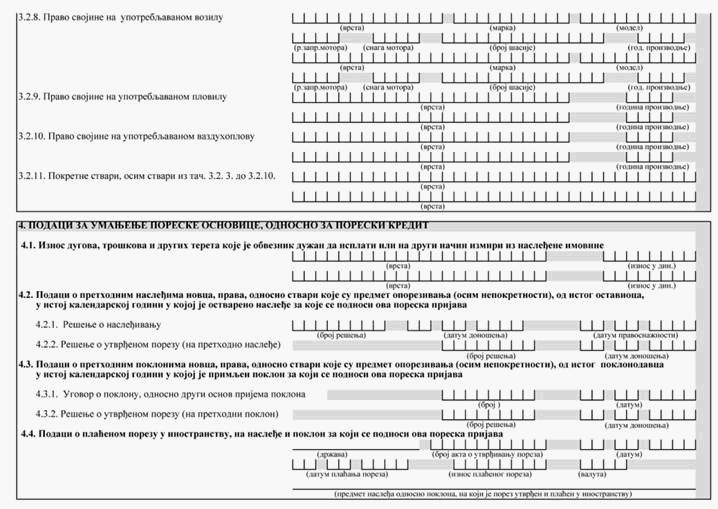 3.2.8. Право својине на употребљаваном возилу
(врста) (марка) (модел)
(р.запр.мотора) (снага мотора) (број шасије) (год. производње)
(врста) (марка) (модел)
(р.запр.мотора) (снага мотора) (број шасије) (год. производње)
3.2.9. Право својине на употребљаваном пловилу
(врста) (година производње)
(врста) (година производње)
3.2.10. Право својине на употребљаваном ваздухоплову
(врста) (година производње)
(врста) (година производње)
3.2.11. Покретне ствари, осим ствари из тач. 3.2. 3. до 3.2.10.
(врста)
(врста)
4. ПОДАЦИ ЗА УМАЊЕЊЕ ПОРЕСКЕ ОСНОВИЦЕ, ОДНОСНО ЗА ПОРЕСКИ КРЕДИТ
4.1. Износ дугова, трошкова и других терета које је обвезник дужан да исплати или на други начин измири из наслеђене имовине
(врста) (износ у дин.)
(врста) (износ у дин.)
4.2. Подаци о претходним наслеђима новца, права, односно ствари које су предмет опорезивања (осим непокретности), од истог оставиоца,
у истој календарској години у којој је остварено наслеђе за које се подноси ова пореска пријава
4.2.1. Решење о наслеђивању
(број решења) (датум доношења) (датум правоснажности)
4.2.2. Решење о утврђеном порезу (на претходно наслеђе)
(број решења) (датум доношења)
4.3. Подаци о претходним поклонима новца, права, односно ствари које су предмет опорезивања (осим непокретности), од истог поклонодавца
у истој календарској години у којој је примљен поклон за који се подноси ова пореска пријава
4.3.1. Уговор о поклону, односно други основ пријема поклона
(број ) (датум)
4.3.2. Решење о утврђеном порезу (на претходни поклон)
(број решења) (датум доношења)
4.4. Подаци о плаћеном порезу у иностранству, на наслеђе и поклон за који се подноси ова пореска пријава
(држава) (број акта о утврђивању пореза) (датум)
(датум плаћања пореза) (износ плаћеног пореза) (валута)
(предмет наслеђа односно поклона, на који је порез утврђен и плаћен у иностранству)